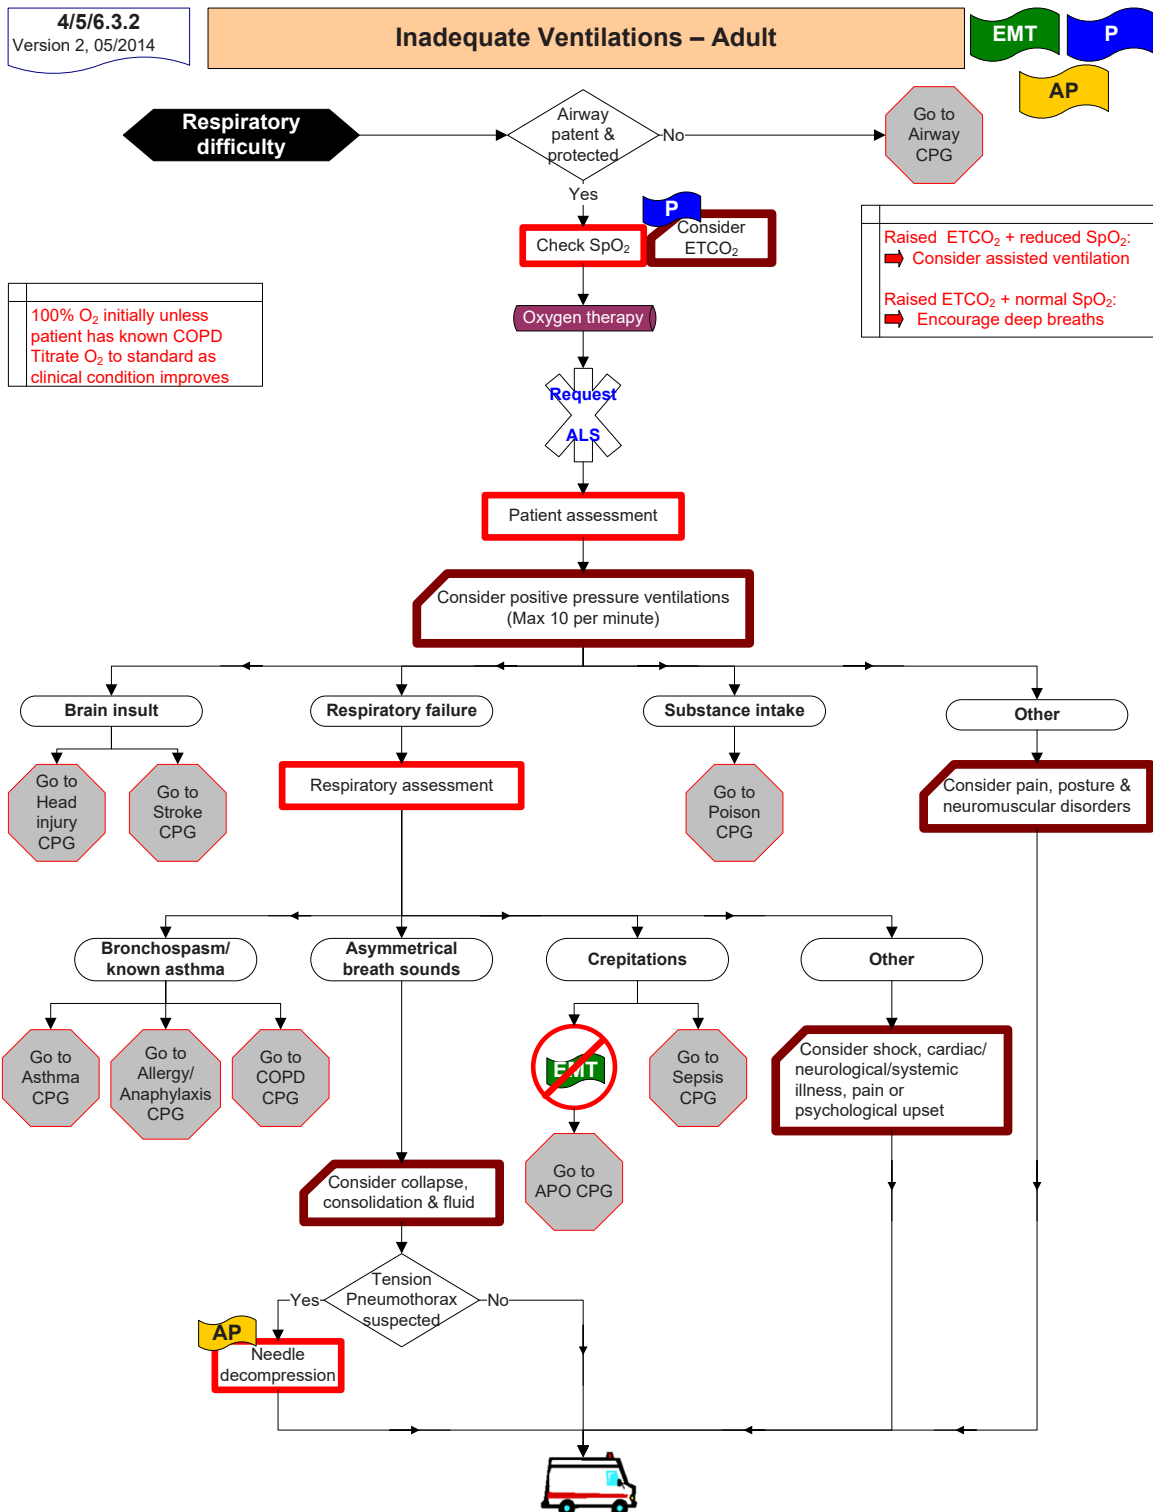 4/5/6.3.2
Version 2, 05/2014
Inadequate Ventilations – Adult
EMT
P
AP
Respiratory
difficulty
Airway
patent &
protected
No
Go to
Airway
CPG
Yes
P
Check SpO₂
Consider
ETCO₂
Raised ETCO₂ + reduced SpO₂:
Consider assisted ventilation
Raised ETCO₂ + normal SpO₂:
Encourage deep breaths
100% O₂ initially unless
patient has known COPD
Titrate O₂ to standard as
clinical condition improves
Oxygen therapy
Request
ALS
Patient assessment
Consider positive pressure ventilations
(Max 10 per minute)
Brain insult
Respiratory failure
Substance intake
Other
Go to
Head
injury
CPG
Go to
Stroke
CPG
Respiratory assessment
Go to
Poison
CPG
Consider pain, posture &
neuromuscular disorders
Bronchospasm/
known asthma
Asymmetrical
breath sounds
Crepitations
Other
Go to
Asthma
CPG
Go to
Allergy/
Anaphylaxis
CPG
Go to
COPD
CPG
EMT
Go to
Sepsis
CPG
Consider shock, cardiac/
neurological/systemic
illness, pain or
psychological upset
Go to
APO CPG
Consider collapse,
consolidation & fluid
Tension
Pneumothorax
suspected
Yes
No
AP
Needle
decompression